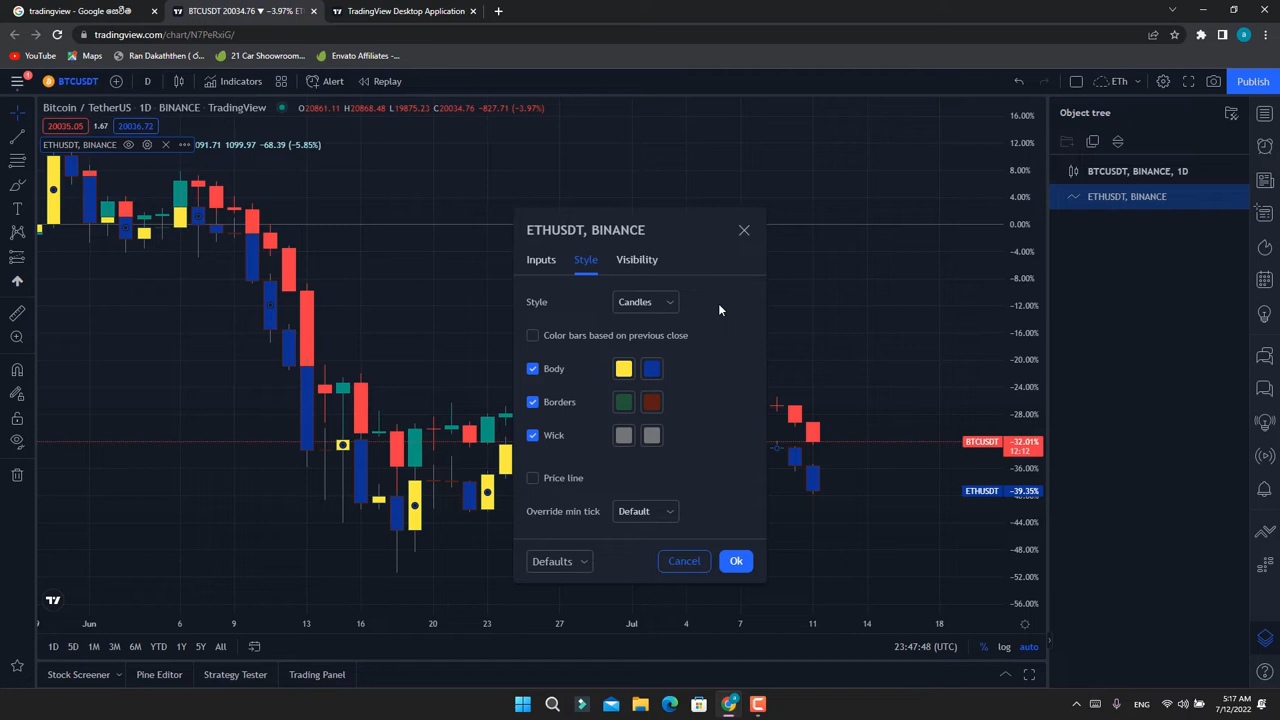 tradingview - Google
BTCUSDT 20034.76 ▼ −3.97% ET
TradingView Desktop Application
tradingview.com/chart/N7PeRxiG/
YouTube
Maps
Ran Dakaththen (
21 Car Shoowroom...
Envato Affiliates -...
BTCUSDT
D
Indicators
Alert
Replay
ETh
Publish
Bitcoin / TetherUS · 1D · BINANCE · TradingView
O20861.11 H20868.48 L19875.23 C20034.76 −827.71 (−3.97%)
20035.05 1.67 20036.72
ETHUSDT, BINANCE
091.71 1099.97 −68.39 (−5.85%)
16.00%
12.00%
8.00%
4.00%
0.00%
−4.00%
−8.00%
−12.00%
−16.00%
−20.00%
−24.00%
−28.00%
BTCUSDT −32.01%
12:12
−36.00%
ETHUSDT −39.35%
−44.00%
−48.00%
−52.00%
−56.00%
Object tree
BTCUSDT, BINANCE, 1D
ETHUSDT, BINANCE
ETHUSDT, BINANCE
Inputs
Style
Visibility
Style
Candles
Color bars based on previous close
Body
Borders
Wick
Price line
Override min tick
Default
Defaults
Cancel
Ok
9 Jun 6 9 13 16 20 23 27 Jul 4 7 11 14 18
1D 5D 1M 3M 6M YTD 1Y 5Y All
23:47:48 (UTC)
% log auto
Stock Screener
Pine Editor
Strategy Tester
Trading Panel
ENG
5:17 AM
7/12/2022